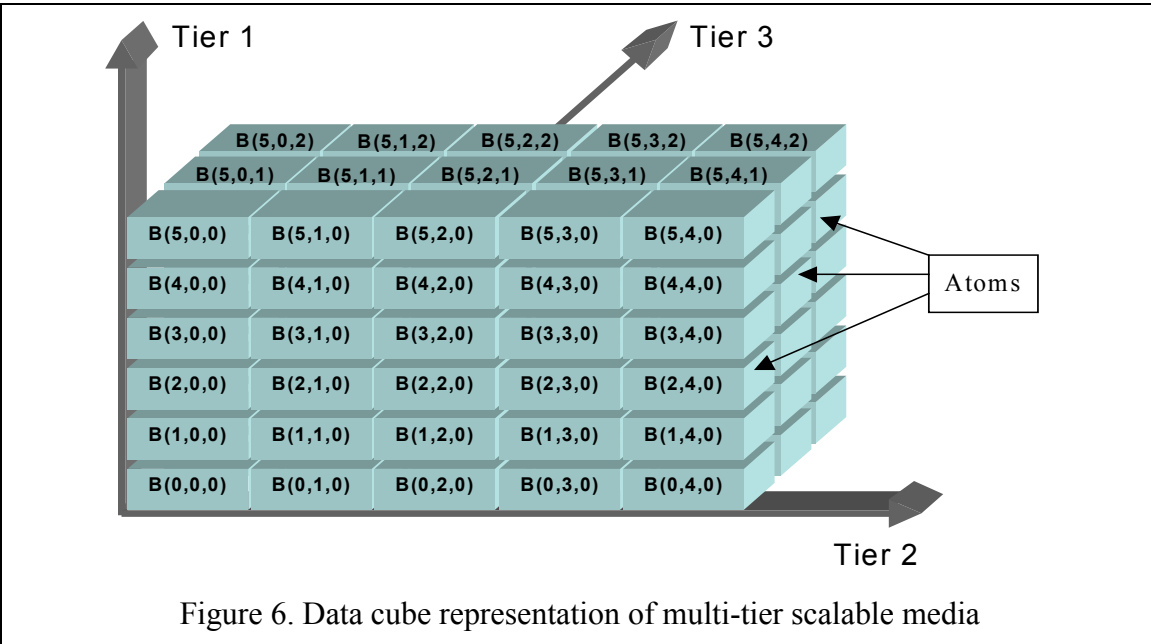 Tier 1
Tier 3
B(5,0,2) B(5,1,2) B(5,2,2) B(5,3,2) B(5,4,2)
B(5,0,1) B(5,1,1) B(5,2,1) B(5,3,1) B(5,4,1)
B(5,0,0) B(5,1,0) B(5,2,0) B(5,3,0) B(5,4,0)
B(4,0,0) B(4,1,0) B(4,2,0) B(4,3,0) B(4,4,0)
B(3,0,0) B(3,1,0) B(3,2,0) B(3,3,0) B(3,4,0)
B(2,0,0) B(2,1,0) B(2,2,0) B(2,3,0) B(2,4,0)
B(1,0,0) B(1,1,0) B(1,2,0) B(1,3,0) B(1,4,0)
B(0,0,0) B(0,1,0) B(0,2,0) B(0,3,0) B(0,4,0)
Atoms
Tier 2
Figure 6. Data cube representation of multi-tier scalable media